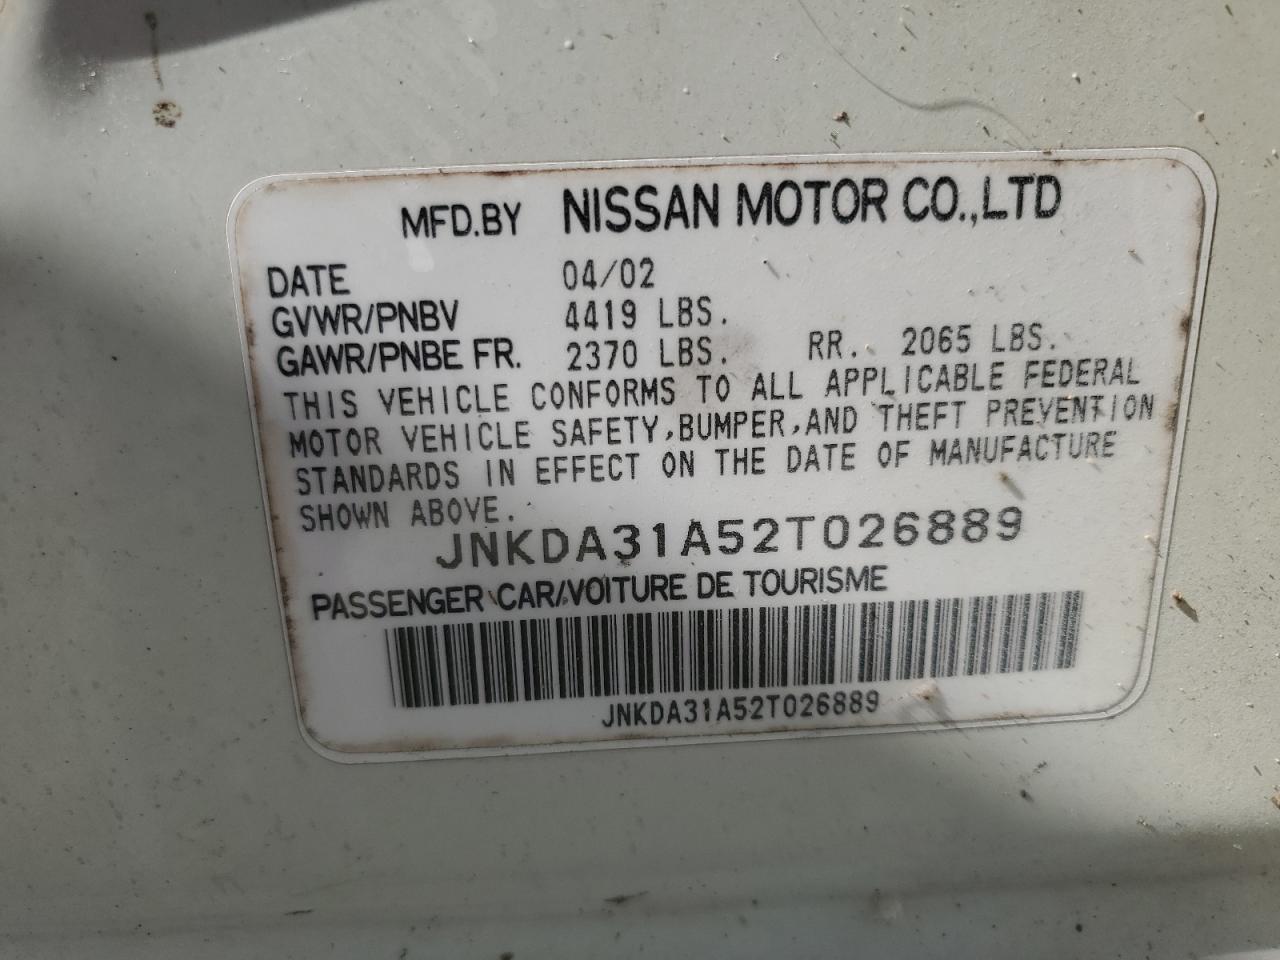 MFD.BY NISSAN MOTOR CO.,LTD
DATE 04/02
GVWR/PNBV 4419 LBS.
GAWR/PNBE FR. 2370 LBS. RR. 2065 LBS.
THIS VEHICLE CONFORMS TO ALL APPLICABLE FEDERAL
MOTOR VEHICLE SAFETY,BUMPER,AND THEFT PREVENTION
STANDARDS IN EFFECT ON THE DATE OF MANUFACTURE
SHOWN ABOVE.
JNKDA31A52T026889
PASSENGER CAR/VOITURE DE TOURISME
JNKDA31A52T026889